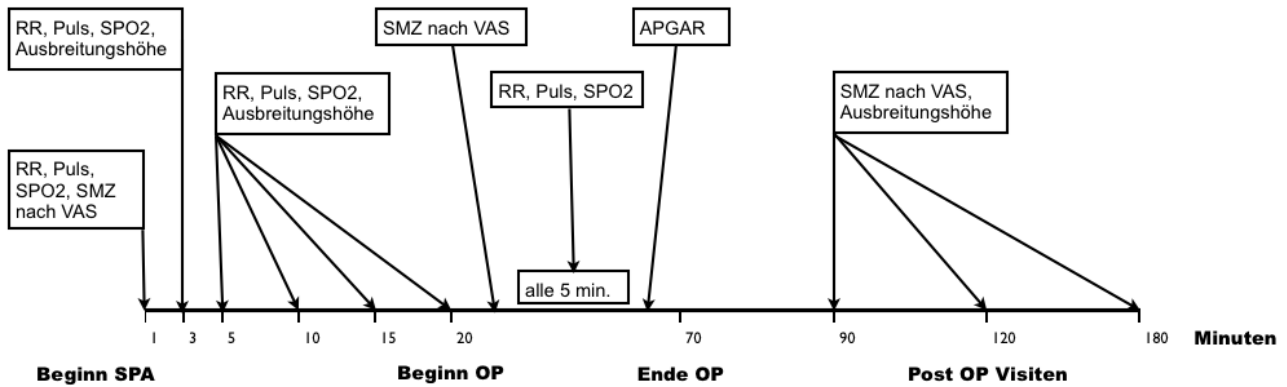 RR, Puls, SPO2,
Ausbreitungshöhe
SMZ nach VAS
APGAR
RR, Puls, SPO2,
Ausbreitungshöhe
RR, Puls, SPO2
SMZ nach VAS,
Ausbreitungshöhe
RR, Puls,
SPO2, SMZ
nach VAS
alle 5 min.
1 3 5 10 15 20 70 90 120 180 Minuten
Beginn SPA Beginn OP Ende OP Post OP Visiten